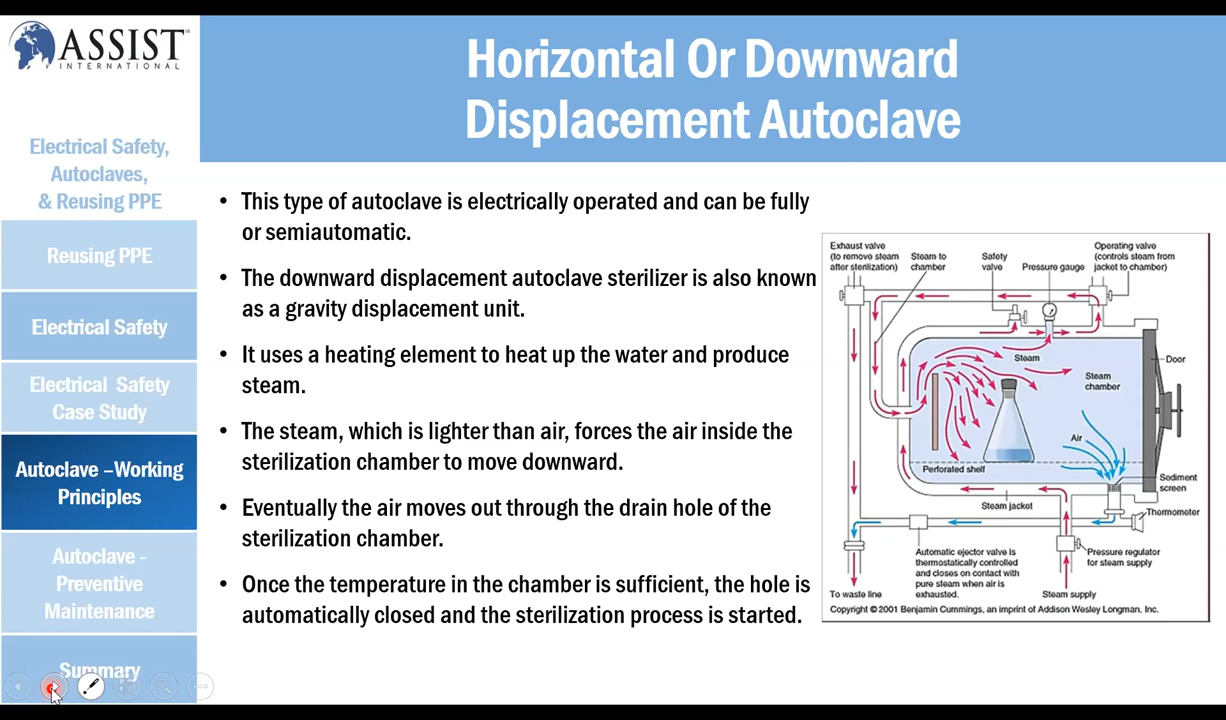 ASSIST
INTERNATIONAL
Horizontal Or Downward
Displacement Autoclave
Electrical Safety,
Autoclaves,
& Reusing PPE
Reusing PPE
Electrical Safety
Electrical Safety
Case Study
Autoclave –Working
Principles
Autoclave -
Preventive
Maintenance
Summary
• This type of autoclave is electrically operated and can be fully
or semiautomatic.
• The downward displacement autoclave sterilizer is also known
as a gravity displacement unit.
• It uses a heating element to heat up the water and produce
steam.
• The steam, which is lighter than air, forces the air inside the
sterilization chamber to move downward.
• Eventually the air moves out through the drain hole of the
sterilization chamber.
• Once the temperature in the chamber is sufficient, the hole is
automatically closed and the sterilization process is started.
Exhaust valve
(to remove steam
after sterilization)
Steam to
chamber
Safety
valve
Pressure gauge
Operating valve
(controls steam from
jacket to chamber)
Steam
Door
Steam
chamber
Air
Perforated shelf
Sediment
screen
Steam jacket
Thermometer
Automatic ejector valve is
thermostatically controlled
and closes on contact with
pure steam when air is
exhausted.
Pressure regulator
for steam supply
To waste line
Steam supply
Copyright © 2001 Benjamin Cummings, an imprint of Addison Wesley Longman, Inc.